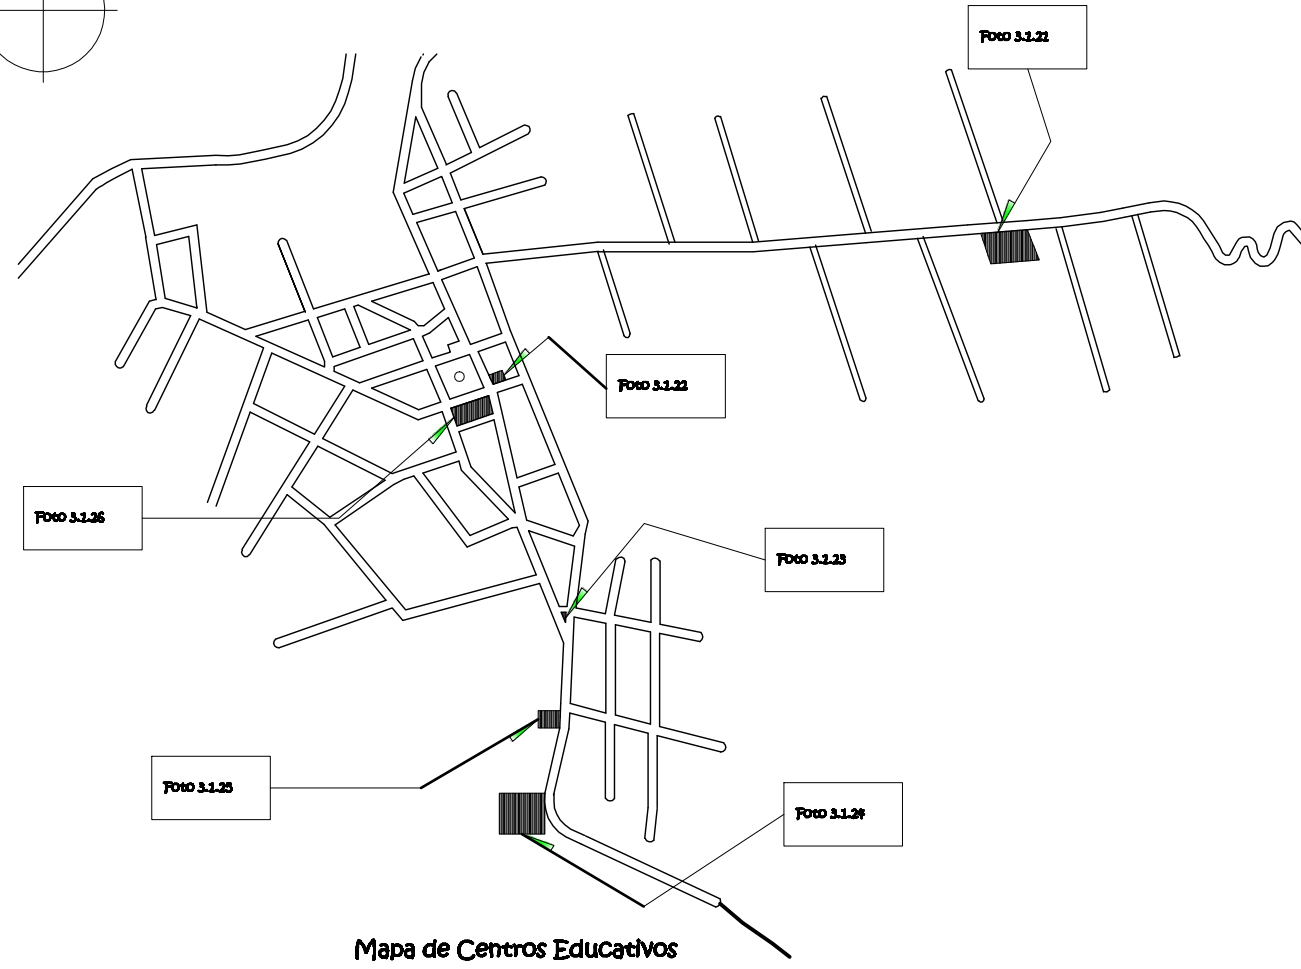 Foto 3.1.21
Foto 3.1.22
Foto 3.1.26
Foto 3.1.23
Foto 3.1.25
Foto 3.1.24
Mapa de Centros Educativos